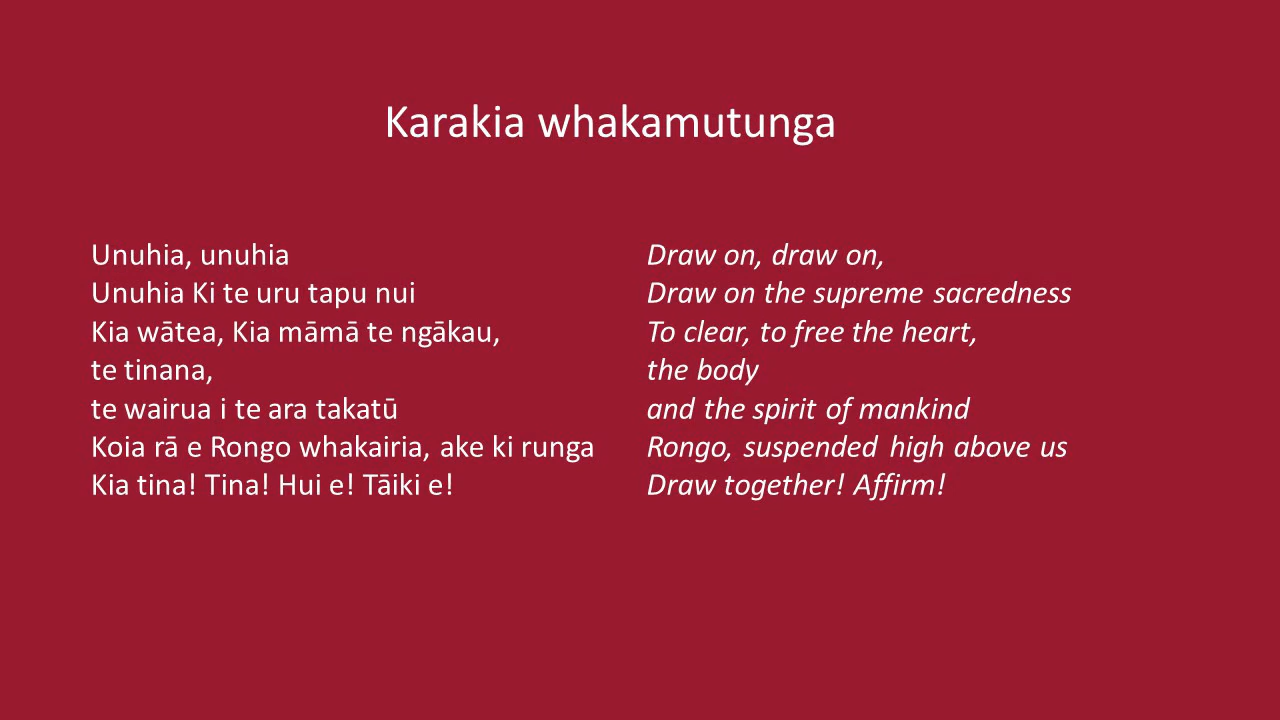 Karakia whakamutunga
Unuhia, unuhia
Unuhia Ki te uru tapu nui
Kia wātea, Kia māmā te ngākau,
te tinana,
te wairua i te ara takatū
Koia rā e Rongo whakairia, ake ki runga
Kia tina! Tina! Hui e! Tāiki e!
Draw on, draw on,
Draw on the supreme sacredness
To clear, to free the heart,
the body
and the spirit of mankind
Rongo, suspended high above us
Draw together! Affirm!